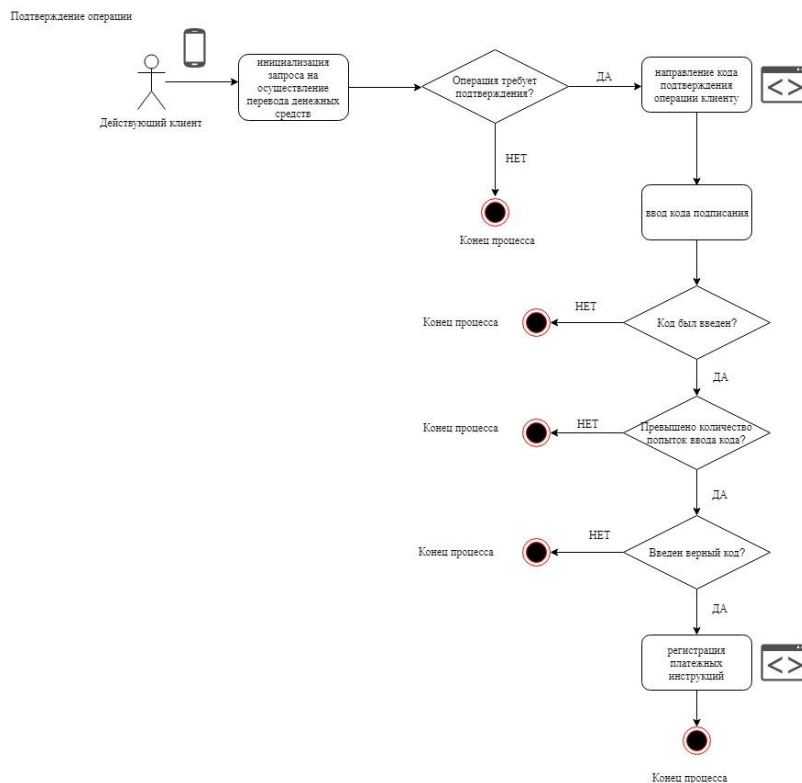 Подтверждение операции
инициализация
запроса на
осуществление
перевода денежных
средств
Операция требует
подтверждения?
ДА
направление кода
подтверждения
операции клиенту
< >
Действующий клиент
НЕТ
Конец процесса
ввод кода подписания
Код был введен?
НЕТ
Конец процесса
ДА
Превышено количество
попыток ввода кода?
НЕТ
Конец процесса
ДА
Введен верный код?
НЕТ
Конец процесса
ДА
регистрация
платежных
инструкций
< >
Конец процесса